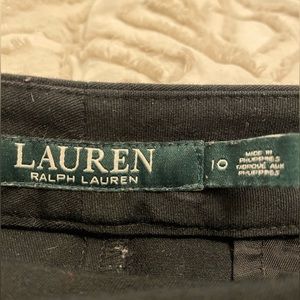 LAUREN
RALPH LAUREN
10
MADE IN
PHILIPPINES
FABRIQUÉ AUX
PHILIPPINES